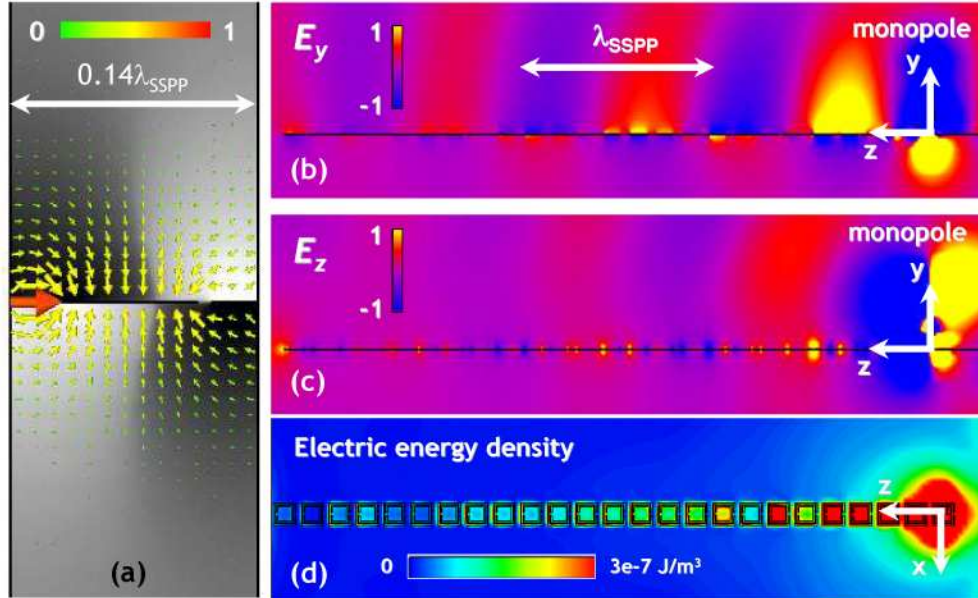 0 1
0.14λSSPP
(a)
Ey
1
-1
λSSPP
monopole
y
z
(b)
Ez
1
-1
monopole
y
z
(c)
Electric energy density
z
x
0 3e-7 J/m³
(d)